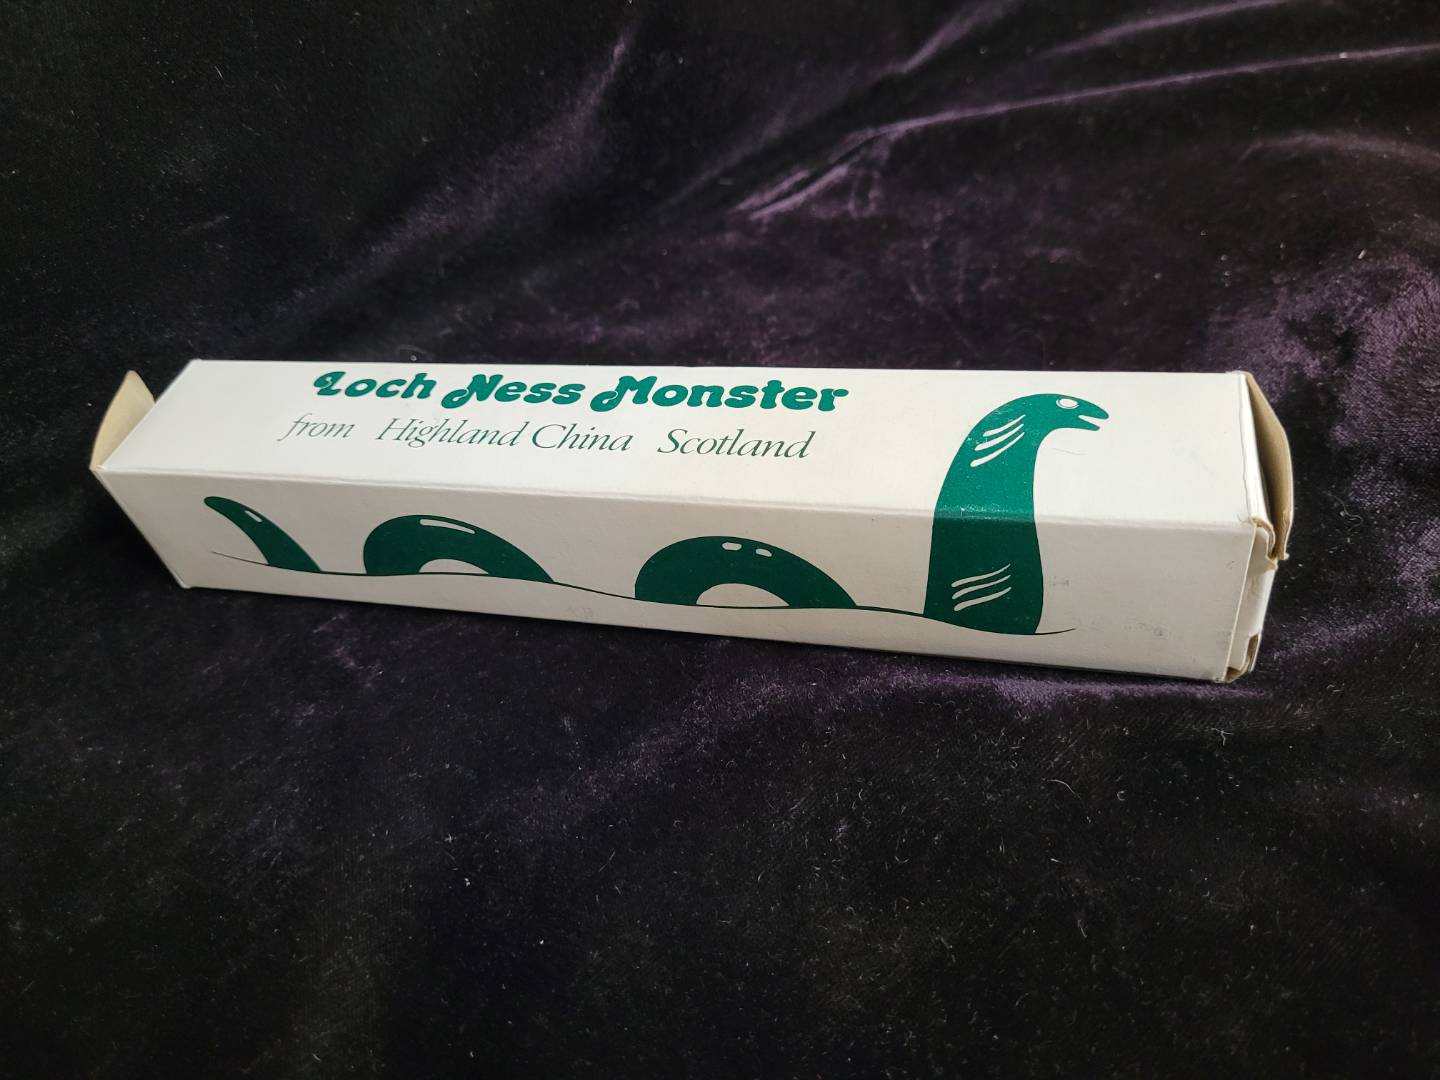 Loch Ness Monster
from Highland China Scotland